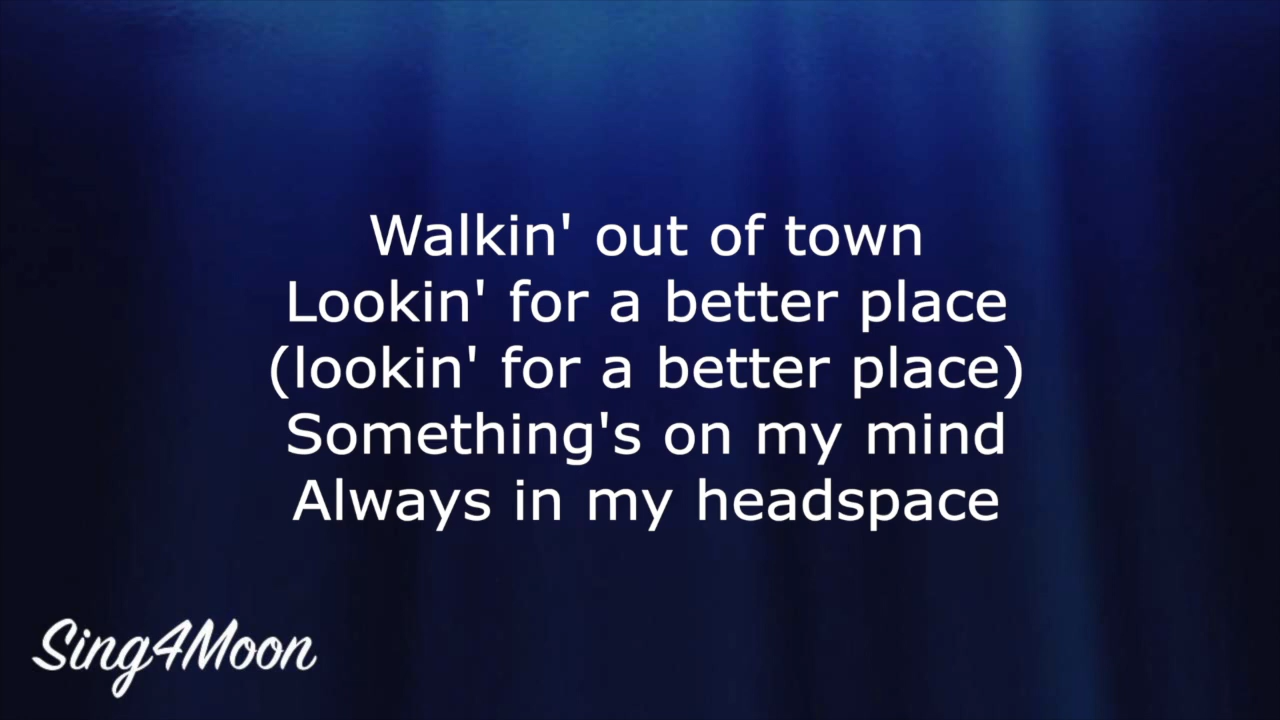 Walkin' out of town
Lookin' for a better place
(lookin' for a better place)
Something's on my mind
Always in my headspace
Sing4Moon